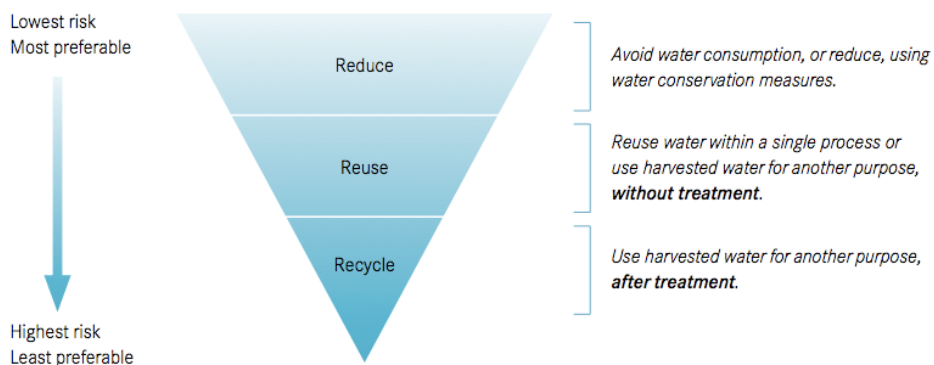 Lowest risk
Most preferable
Reduce
Avoid water consumption, or reduce, using
water conservation measures.
Reuse
Reuse water within a single process or
use harvested water for another purpose,
without treatment.
Recycle
Use harvested water for another purpose,
after treatment.
Highest risk
Least preferable